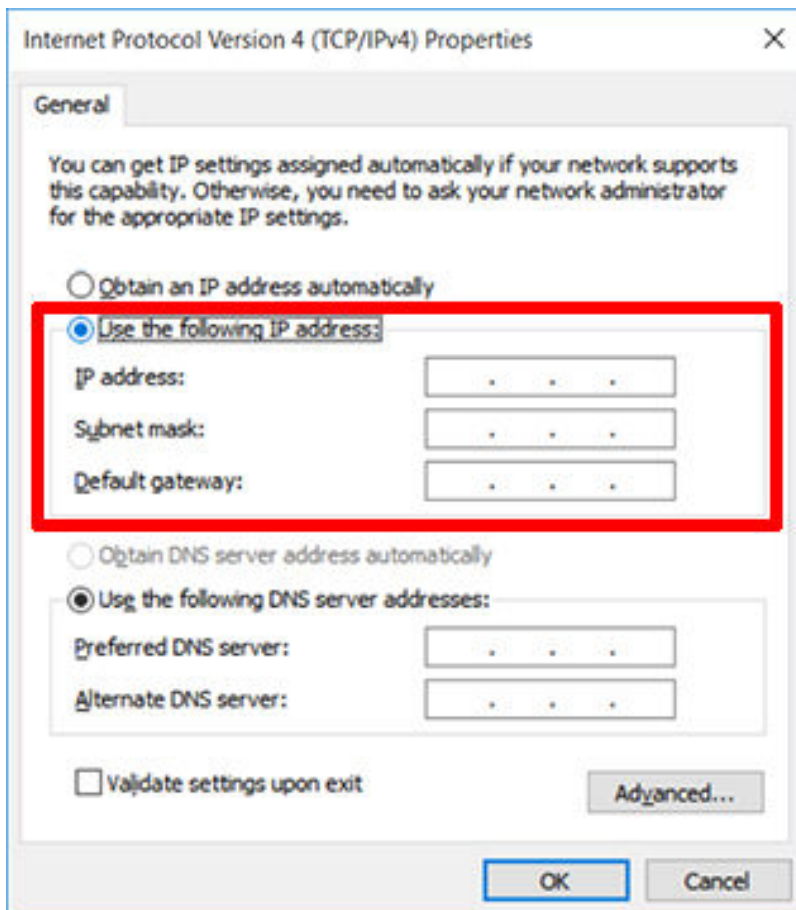 Internet Protocol Version 4 (TCP/IPv4) Properties
General
You can get IP settings assigned automatically if your network supports
this capability. Otherwise, you need to ask your network administrator
for the appropriate IP settings.
Obtain an IP address automatically
Use the following IP address:
IP address: . . .
Subnet mask: . . .
Default gateway: . . .
Obtain DNS server address automatically
Use the following DNS server addresses:
Preferred DNS server: . . .
Alternate DNS server: . . .
Validate settings upon exit
Advanced...
OK Cancel